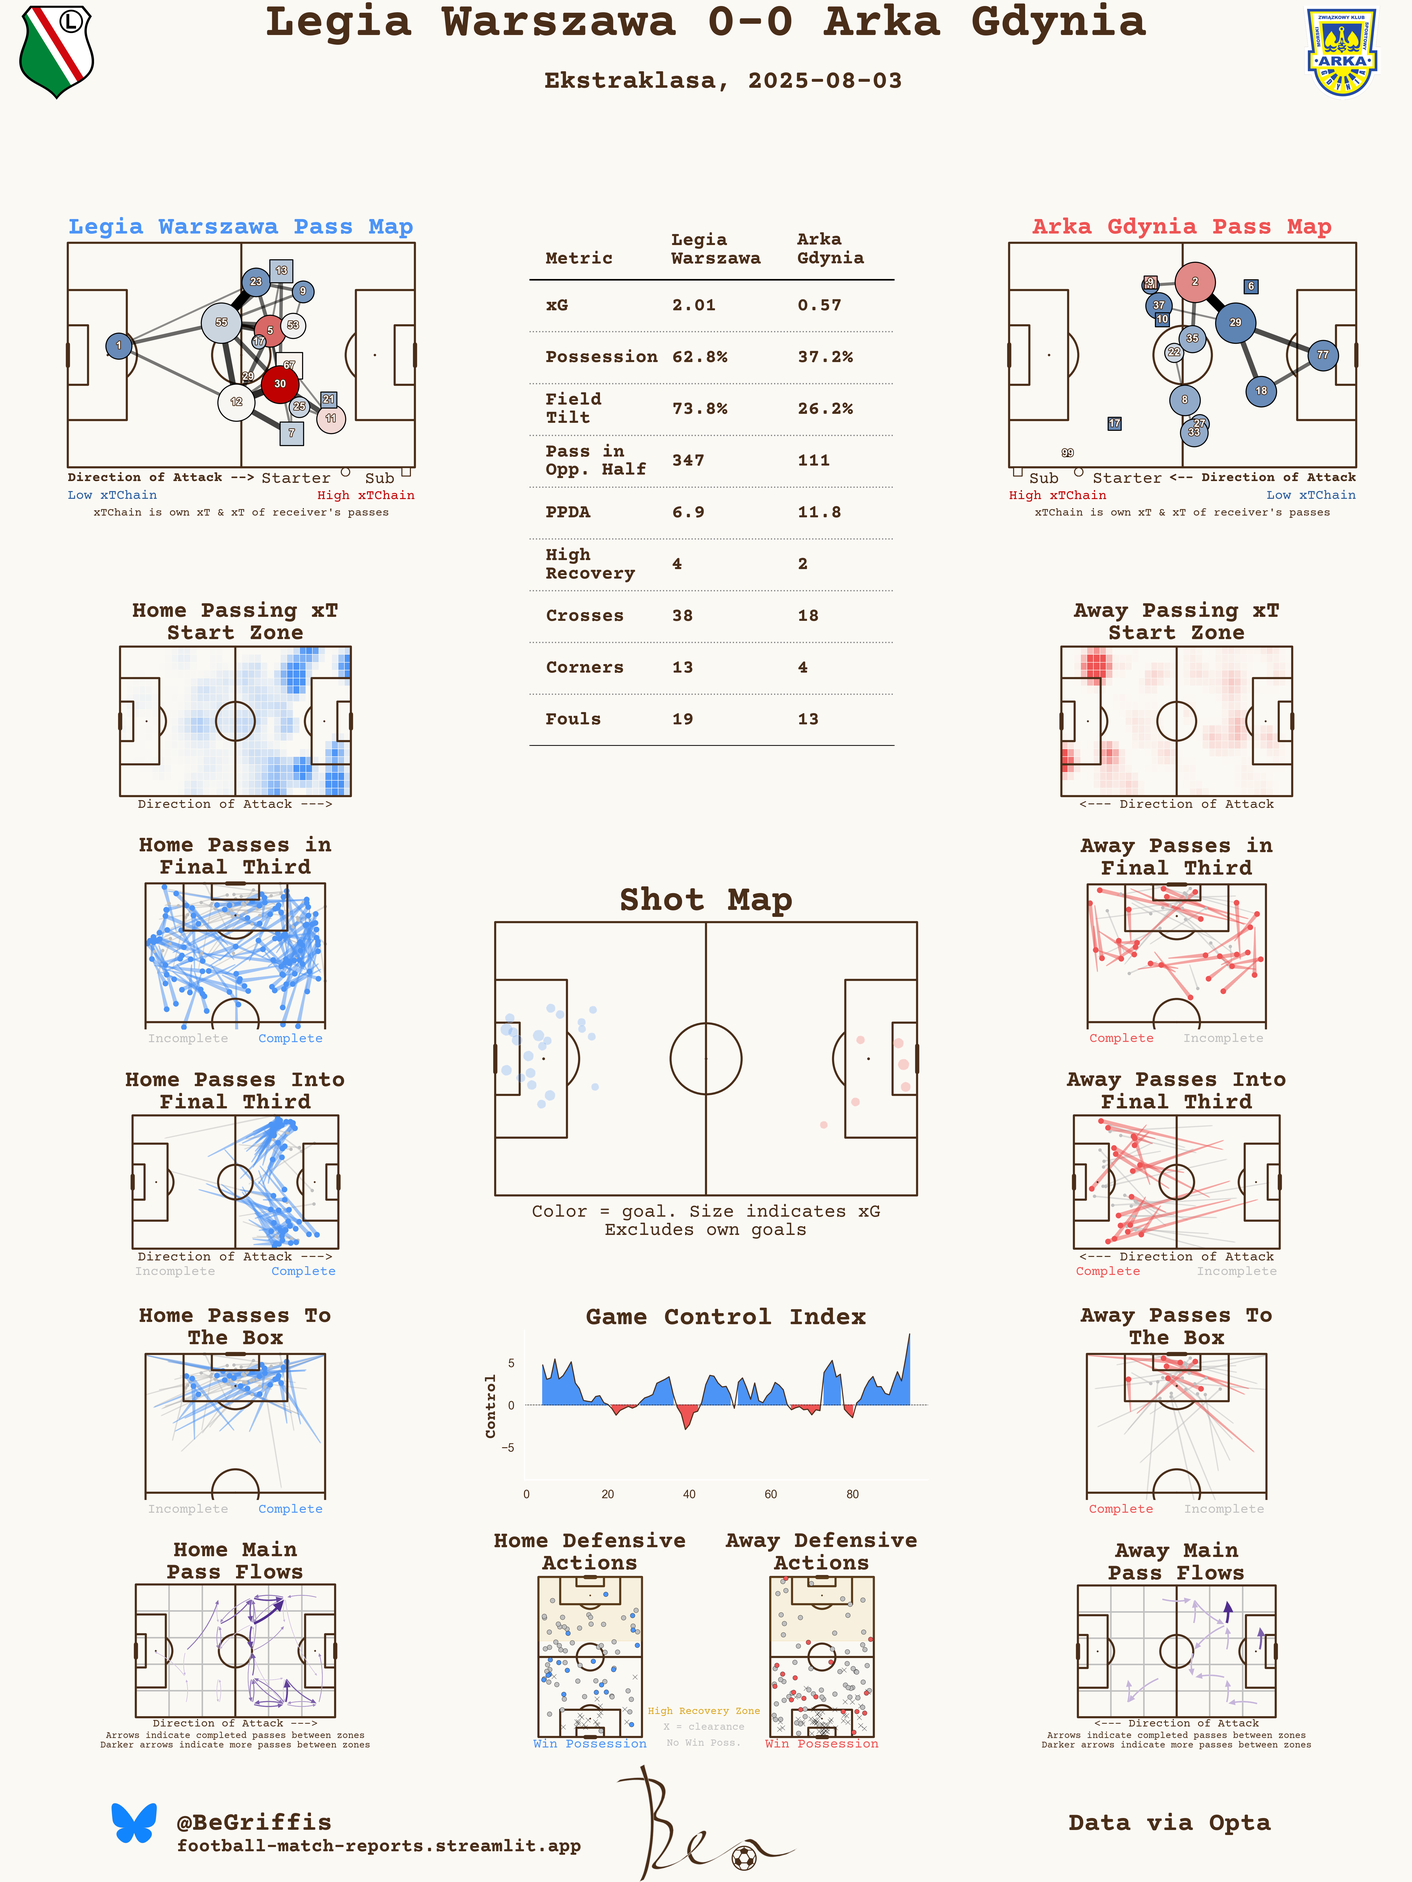 Legia Warszawa 0-0 Arka Gdynia
Ekstraklasa, 2025-08-03
L
ZWIĄZKOWY KLUB
MORSKI
SPORTOWY
ARKA
GDYNIA
Legia Warszawa Pass Map
13
23
9
55
5
53
17
1
67
29
30
12
21
25
11
7
Direction of Attack --> Starter Sub
Low xTChain High xTChain
xTChain is own xT & xT of receiver's passes
Metric Legia Warszawa Arka Gdynia
xG 2.01 0.57
Possession 62.8% 37.2%
Field Tilt 73.8% 26.2%
Pass in Opp. Half 347 111
PPDA 6.9 11.8
High Recovery 4 2
Crosses 38 18
Corners 13 4
Fouls 19 13
Arka Gdynia Pass Map
9
2
6
37
10
29
35
22
77
18
8
17
27
33
99
Sub Starter <-- Direction of Attack
High xTChain Low xTChain
xTChain is own xT & xT of receiver's passes
Home Passing xT
Start Zone
Direction of Attack --->
Away Passing xT
Start Zone
<--- Direction of Attack
Home Passes in
Final Third
Incomplete Complete
Away Passes in
Final Third
Complete Incomplete
Shot Map
Color = goal. Size indicates xG
Excludes own goals
Home Passes Into
Final Third
Direction of Attack --->
Incomplete Complete
Away Passes Into
Final Third
<--- Direction of Attack
Complete Incomplete
Home Passes To
The Box
Incomplete Complete
Game Control Index
Control
5
0
−5
0 20 40 60 80
Away Passes To
The Box
Complete Incomplete
Home Main
Pass Flows
Direction of Attack --->
Arrows indicate completed passes between zones
Darker arrows indicate more passes between zones
Home Defensive
Actions
Win Possession
High Recovery Zone
X = clearance
No Win Poss.
Away Defensive
Actions
Win Possession
Away Main
Pass Flows
<--- Direction of Attack
Arrows indicate completed passes between zones
Darker arrows indicate more passes between zones
@BeGriffis
football-match-reports.streamlit.app
Ben
Data via Opta